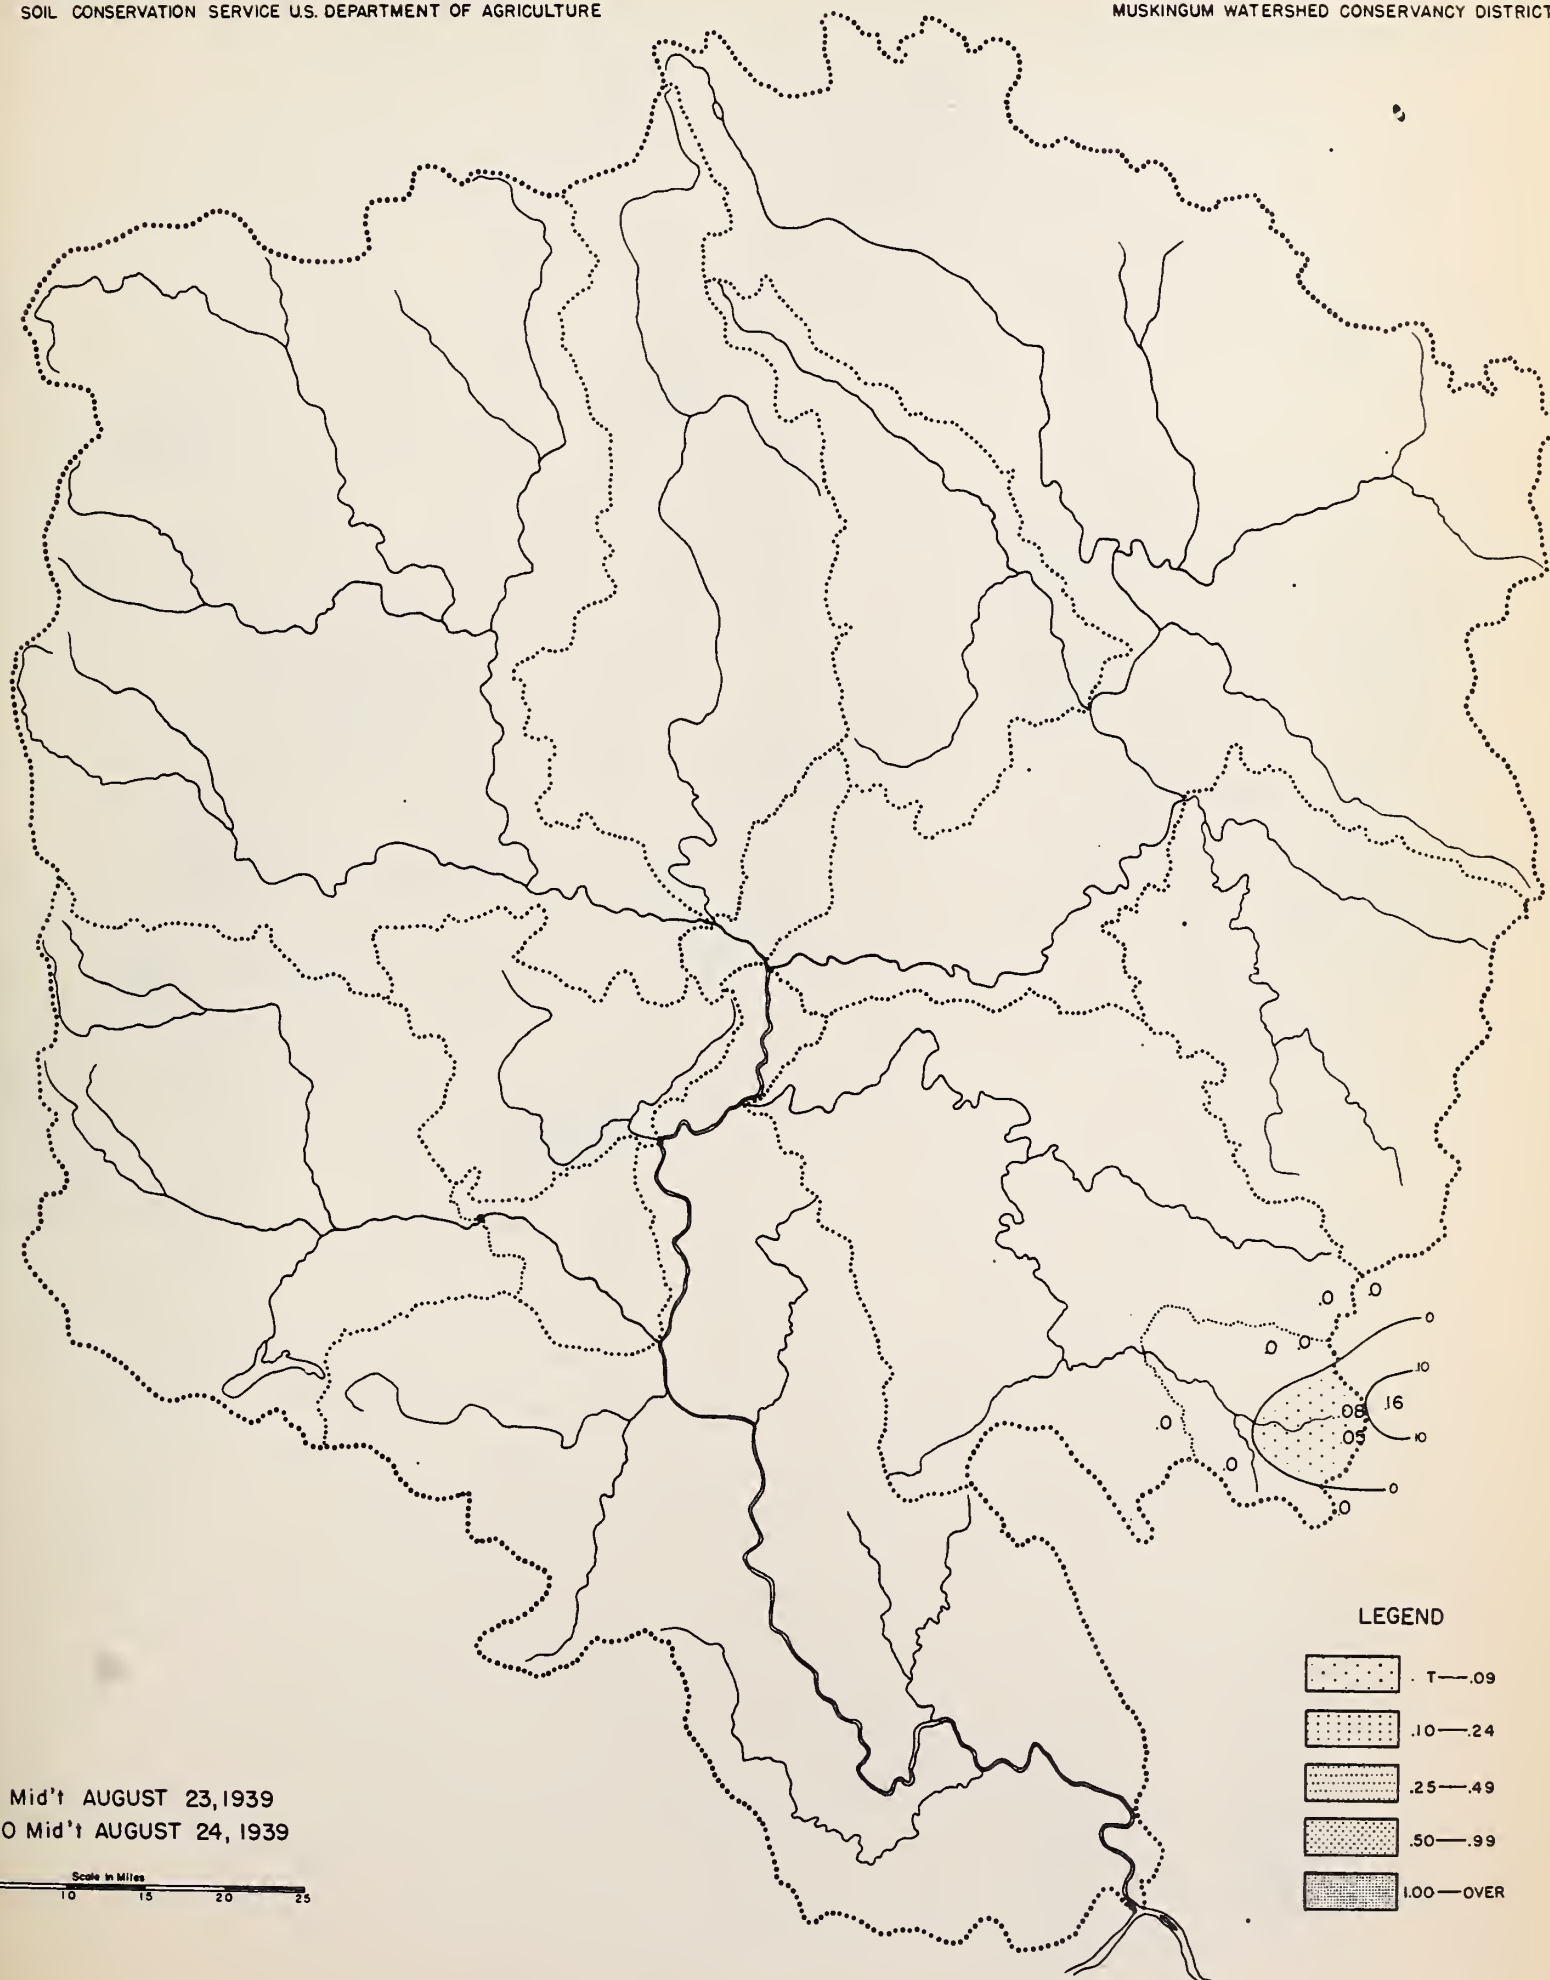 SOIL CONSERVATION SERVICE U.S. DEPARTMENT OF AGRICULTURE
MUSKINGUM WATERSHED CONSERVANCY DISTRICT
.0
.0
0
.0
.0
.10
.16
.08
.0
.05
.10
.0
0
.0
LEGEND
T—.09
.10—.24
.25—.49
.50—.99
1.00—OVER
Mid't AUGUST 23, 1939
O Mid't AUGUST 24, 1939
Scale in Miles
10 15 20 25